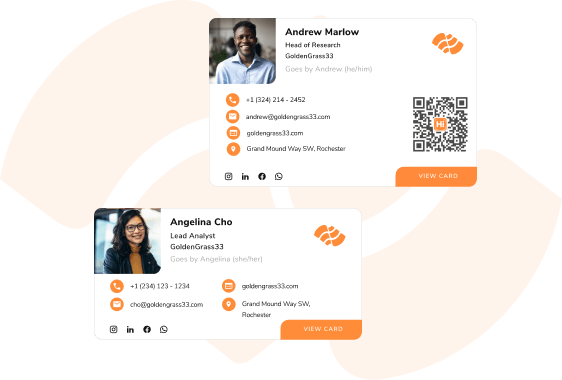 Andrew Marlow
Head of Research
GoldenGrass33
Goes by Andrew (he/him)
+1 (324) 214 - 2452
andrew@goldengrass33.com
goldengrass33.com
Grand Mound Way SW, Rochester
Hi
VIEW CARD
Angelina Cho
Lead Analyst
GoldenGrass33
Goes by Angelina (she/her)
+1 (234) 123 - 1234
goldengrass33.com
cho@goldengrass33.com
Grand Mound Way SW,
Rochester
VIEW CARD